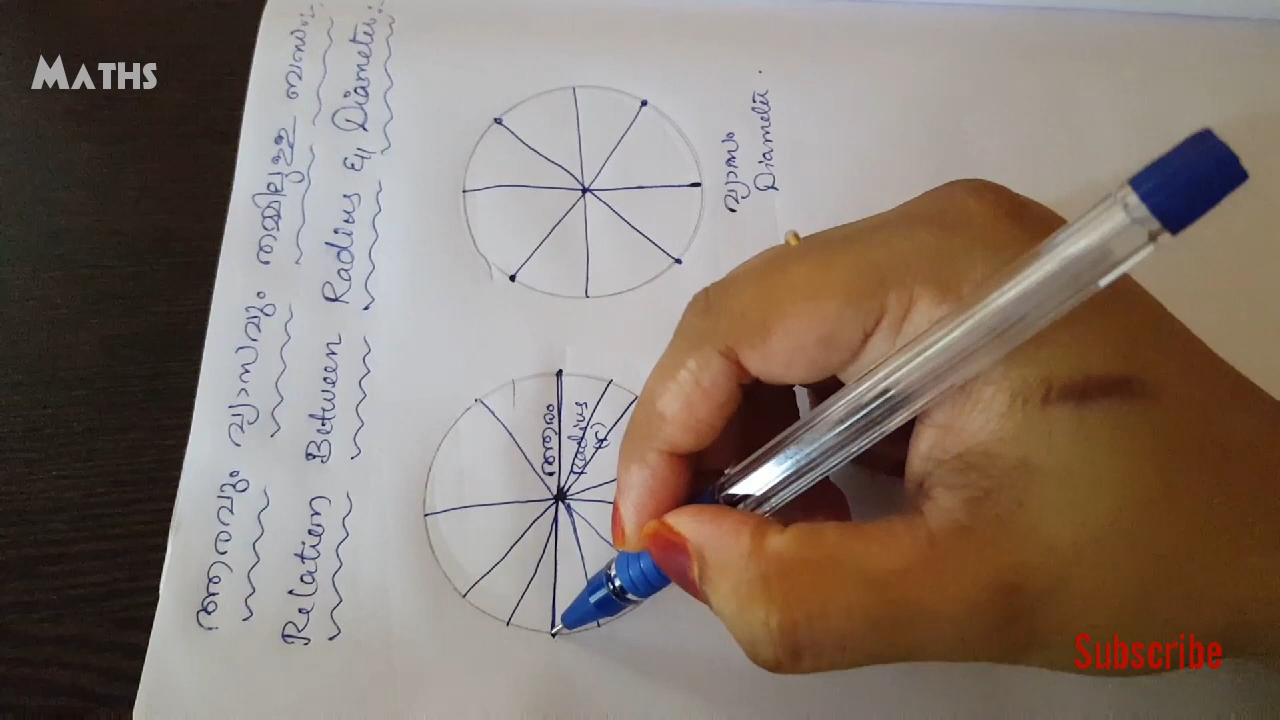 MATHS
ആരവും വ്യാസവും തമ്മിലുള്ള ബന്ധം:
Relation Between Radius & Diameter:
വ്യാസം
Diameter.
ആരം
Radius
(r)
Subscribe